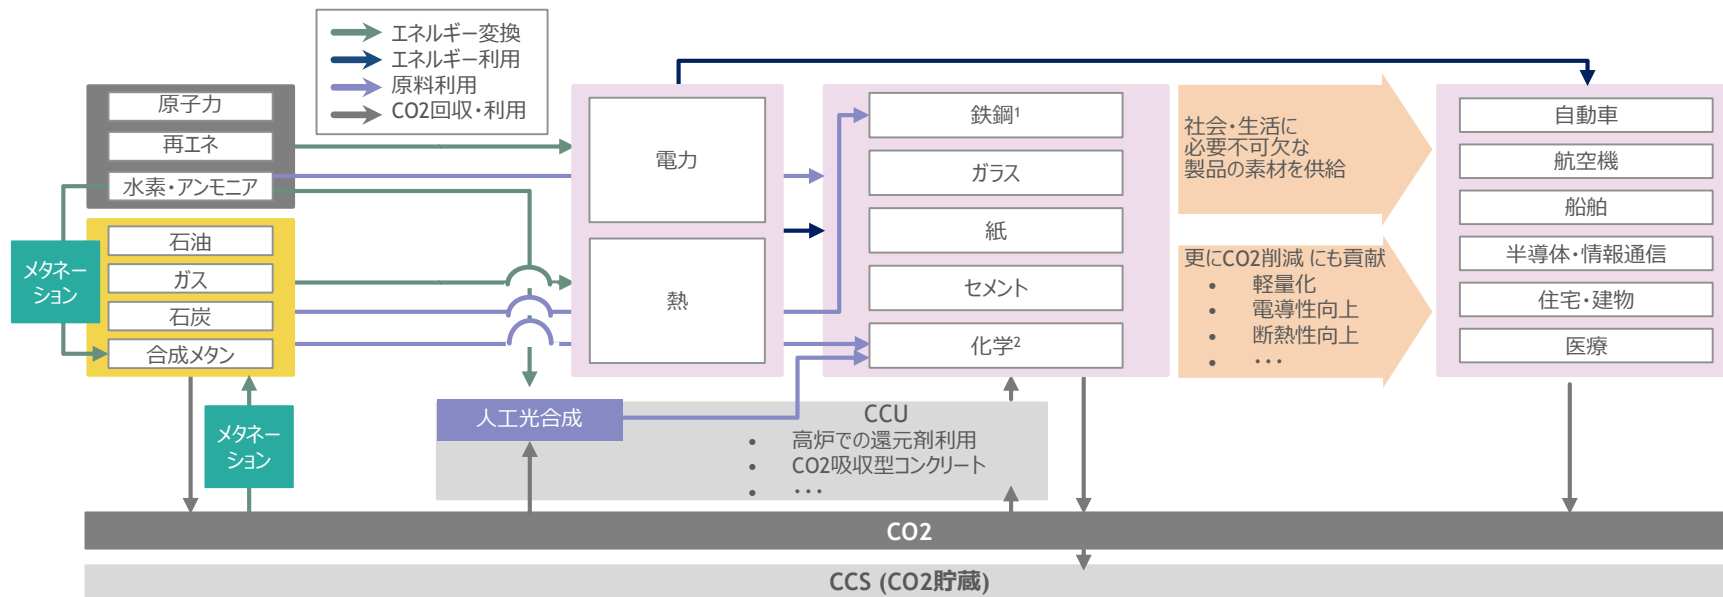 エネルギー変換
エネルギー利用
原料利用
CO2回収・利用
原子力
再エネ
水素・アンモニア
石油
ガス
石炭
合成メタン
メタネー
ション
メタネー
ション
電力
熱
鉄鋼1
ガラス
紙
セメント
化学2
人工光合成
CCU
• 高炉での還元剤利用
• CO2吸収型コンクリート
• ・・・
社会・生活に
必要不可欠な
製品の素材を供給
更にCO2削減 にも貢献
• 軽量化
• 電導性向上
• 断熱性向上
• ・・・
自動車
航空機
船舶
半導体・情報通信
住宅・建物
医療
CO2
CCS (CO2貯蔵)